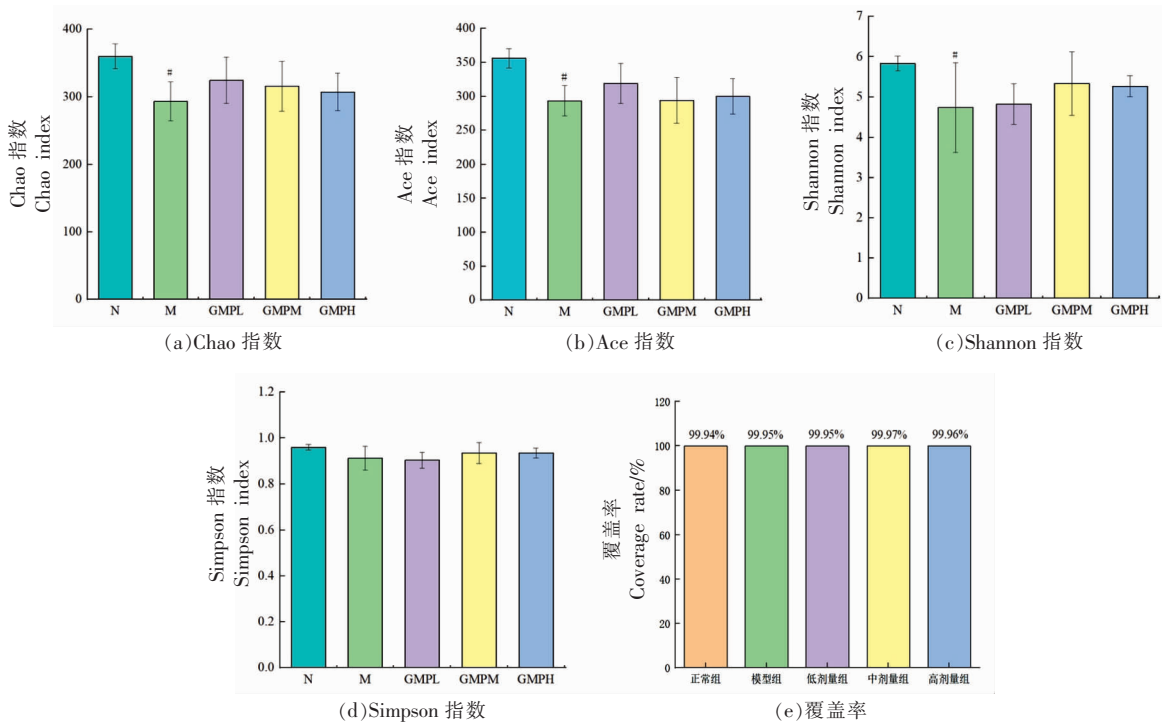 400
300
200
100
0
Chao 指数
Chao index
#
N M GMPL GMPM GMPH
(a)Chao 指数
400
350
300
250
200
150
100
50
0
Ace 指数
Ace index
#
N M GMPL GMPM GMPH
(b)Ace 指数
7
6
5
4
3
2
1
0
Shannon 指数
Shannon index
#
N M GMPL GMPM GMPH
(c)Shannon 指数
1.2
1.0
0.8
0.6
0.4
0.2
0.0
Simpson 指数
Simpson index
N M GMPL GMPM GMPH
(d)Simpson 指数
120
100
80
60
40
20
0
覆盖率
Coverage rate/%
99.94% 99.95% 99.95% 99.97% 99.96%
正常组 模型组 低剂量组 中剂量组 高剂量组
(e)覆盖率